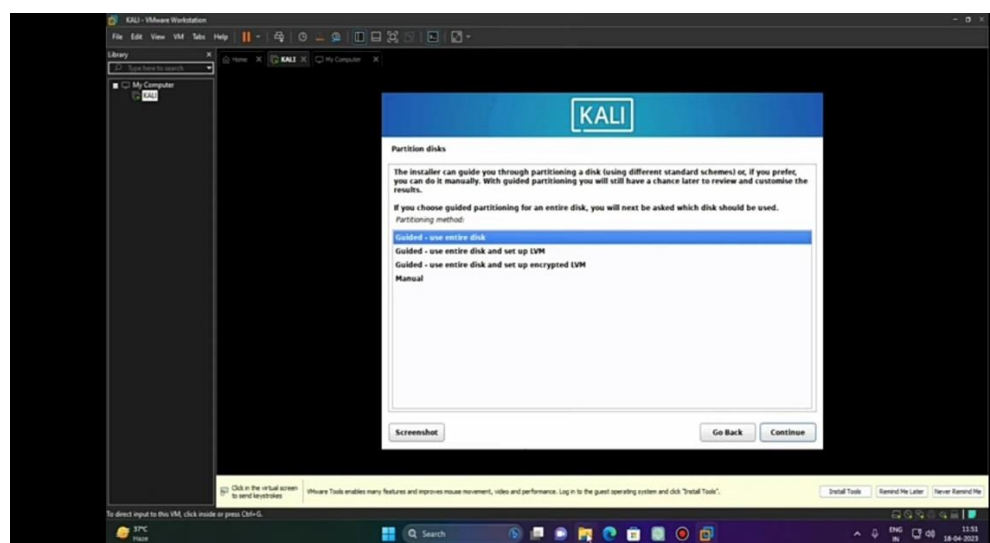 KALI - VMware Workstation
File Edit View VM Tabs Help
Library
Type here to search
Home
KALI
My Computer
My Computer
KALI
KALI
Partition disks
The installer can guide you through partitioning a disk (using different standard schemes) or, if you prefer,
you can do it manually. With guided partitioning you will still have a chance later to review and customise the
results.
If you choose guided partitioning for an entire disk, you will next be asked which disk should be used.
Partitioning method:
Guided - use entire disk
Guided - use entire disk and set up LVM
Guided - use entire disk and set up encrypted LVM
Manual
Screenshot
Go Back
Continue
Click in the virtual screen
to send keystrokes
VMware Tools enables many features and improves mouse movement, video and performance. Log in to the guest operating system and click "Install Tools".
Install Tools
Remind Me Later
Never Remind Me
To direct input to this VM, click inside or press Ctrl+G.
37°C
Haze
Search
ENG
IN
11:51
18-04-2023